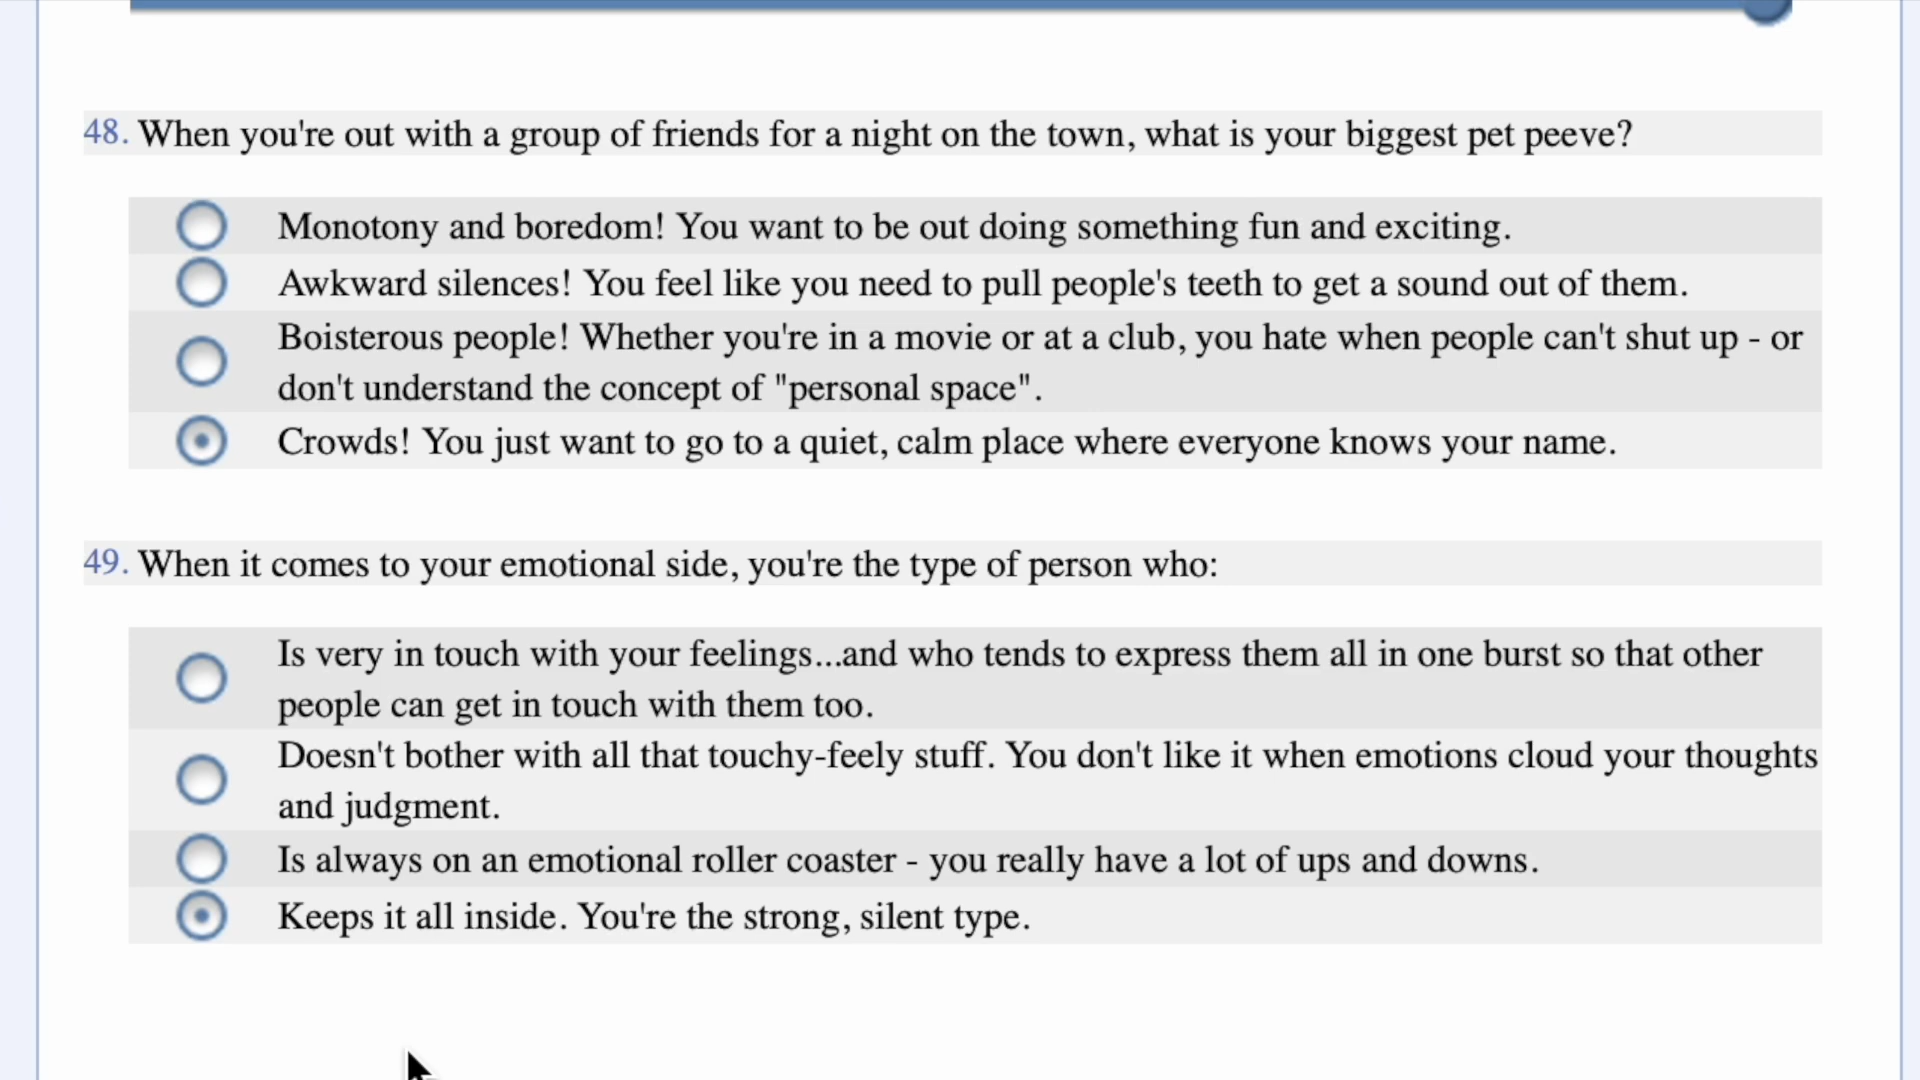 48. When you're out with a group of friends for a night on the town, what is your biggest pet peeve?
Monotony and boredom! You want to be out doing something fun and exciting.
Awkward silences! You feel like you need to pull people's teeth to get a sound out of them.
Boisterous people! Whether you're in a movie or at a club, you hate when people can't shut up - or
don't understand the concept of "personal space".
Crowds! You just want to go to a quiet, calm place where everyone knows your name.
49. When it comes to your emotional side, you're the type of person who:
Is very in touch with your feelings...and who tends to express them all in one burst so that other
people can get in touch with them too.
Doesn't bother with all that touchy-feely stuff. You don't like it when emotions cloud your thoughts
and judgment.
Is always on an emotional roller coaster - you really have a lot of ups and downs.
Keeps it all inside. You're the strong, silent type.